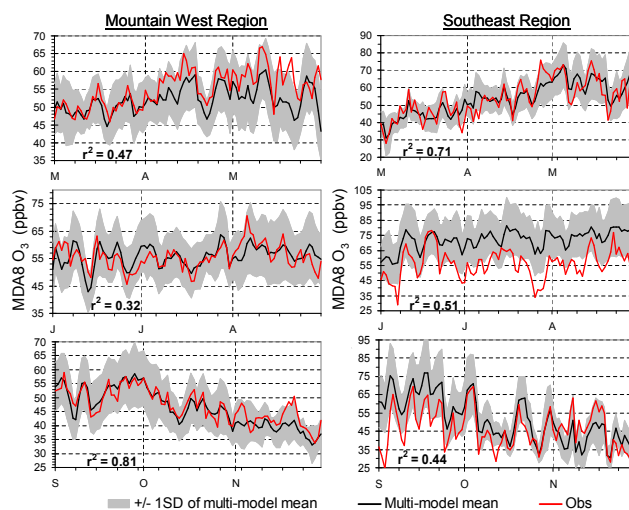 Mountain West Region
Southeast Region
70
65
60
55
50
45
40
35
r² = 0.47
M A M
90
80
70
60
50
40
30
20
r² = 0.71
M A M
MDA8 O₃ (ppbv)
75
65
55
45
35
r² = 0.32
J J A
MDA8 O₃ (ppbv)
105
95
85
75
65
55
45
35
25
r² = 0.51
J J A
70
65
60
55
50
45
40
35
30
25
r² = 0.81
S O N
95
85
75
65
55
45
35
25
r² = 0.44
S O N
+/- 1SD of multi-model mean
Multi-model mean
Obs